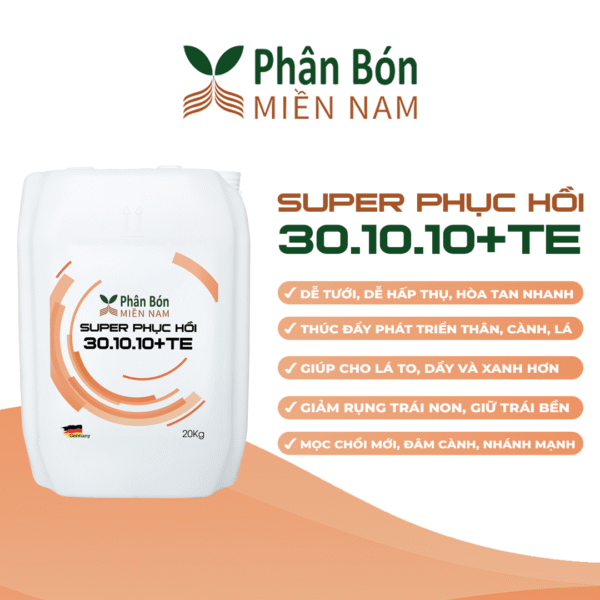 Phân Bón
MIỀN NAM
SUPER PHỤC HỒI
30.10.10+TE
DỄ TƯỚI, DỄ HẤP THỤ, HÒA TAN NHANH
THÚC ĐẨY PHÁT TRIỂN THÂN, CÀNH, LÁ
GIÚP CHO LÁ TO, DẦY VÀ XANH HƠN
GIẢM RỤNG TRÁI NON, GIỮ TRÁI BỀN
MỌC CHỒI MỚI, ĐÂM CÀNH, NHÁNH MẠNH
Phân Bón
MIỀN NAM
SUPER PHỤC HỒI
30.10.10+TE
Germany
20Kg